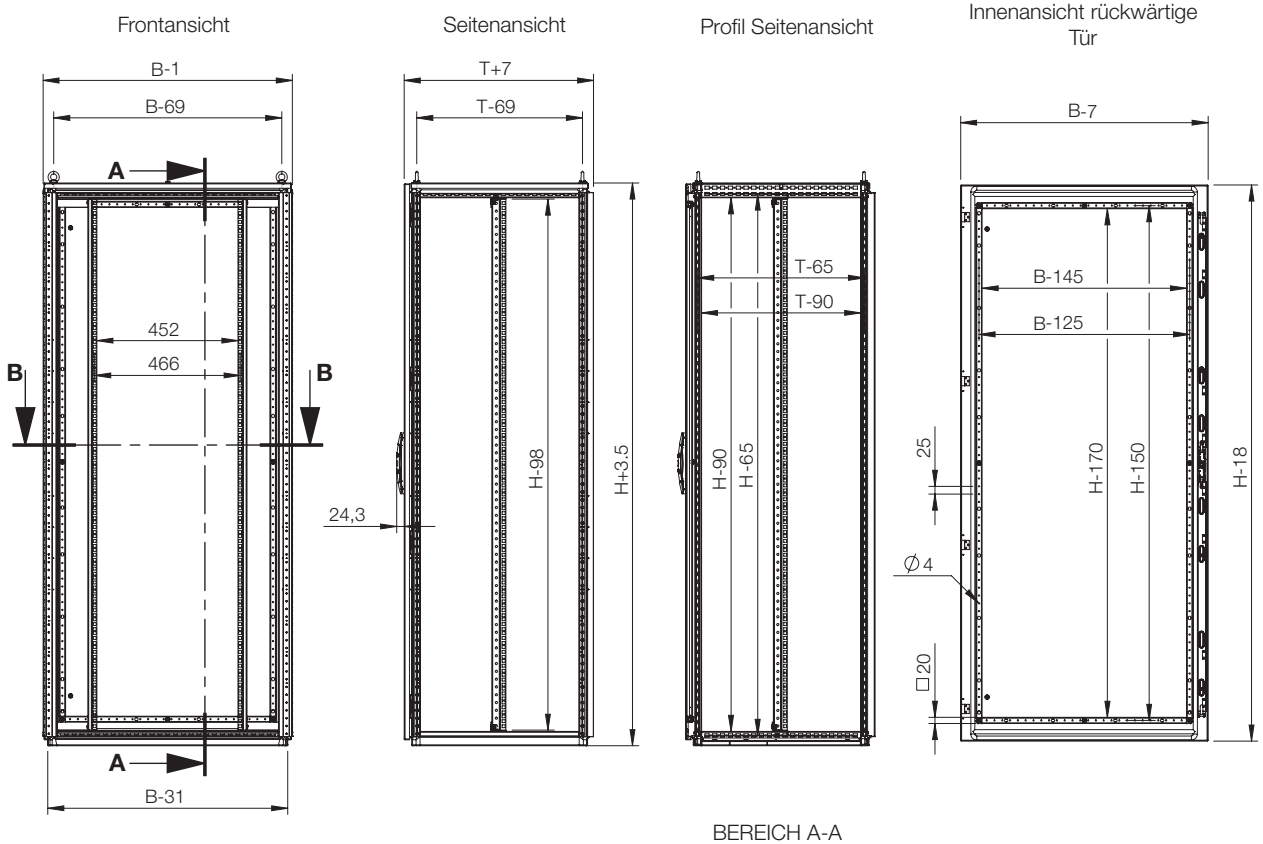 Frontansicht
B-1
B-69
A
452
466
B
B
A
B-31
Seitenansicht
T+7
T-69
H-98
H+3.5
24,3
Profil Seitenansicht
T-65
T-90
H-90
H-65
Innenansicht rückwärtige
Tür
B-7
B-145
B-125
25
H-170
H-150
H-18
Ø 4
□ 20
BEREICH A-A